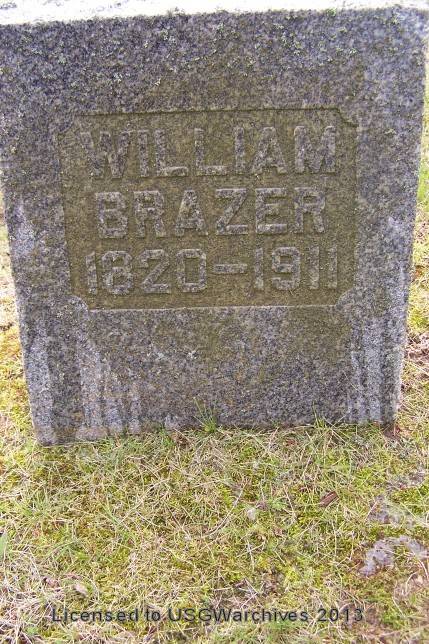 WILLIAM
BRAZER
1820-1911
Licensed to USGWarchives 2013